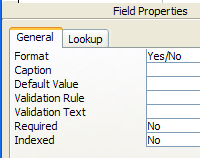 Field Properties
General Lookup
Format Yes/No
Caption
Default Value
Validation Rule
Validation Text
Required No
Indexed No